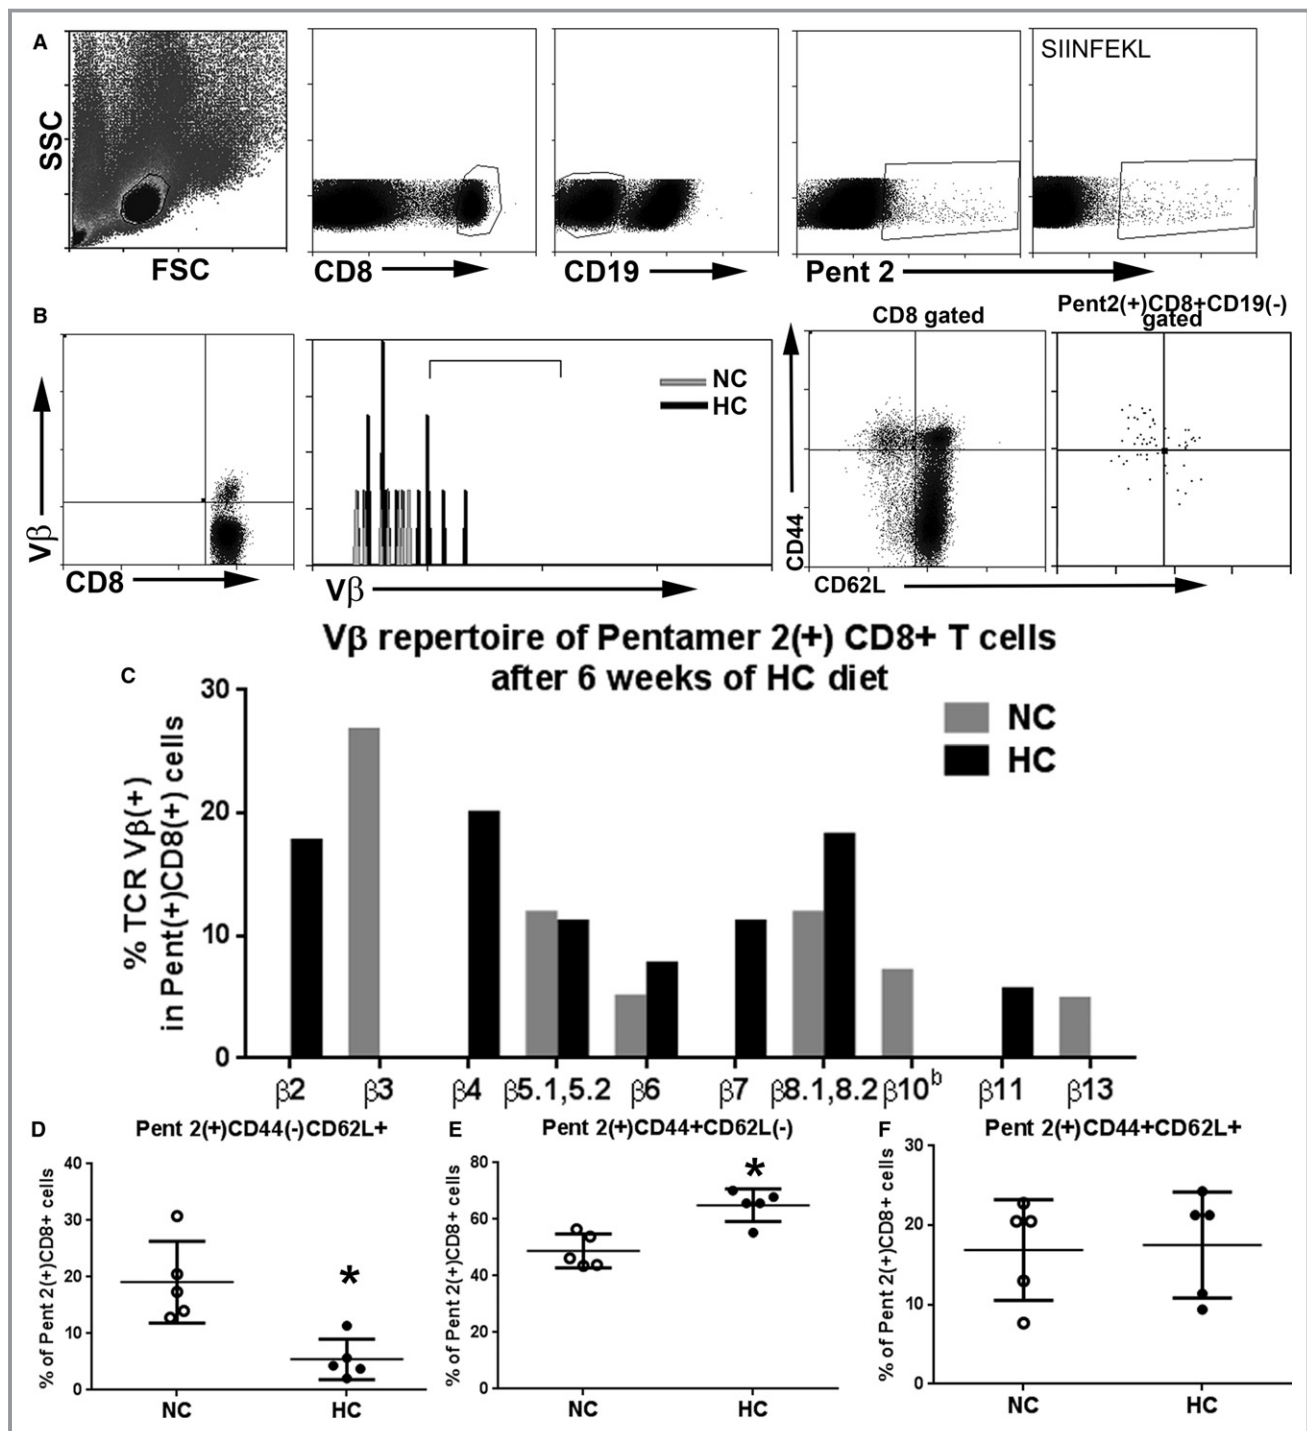 A
SSC
FSC
CD8
CD19
Pent 2
SIINFEKL
B
Vβ
CD8
NC
HC
Vβ
CD8 gated
Pent2(+)CD8+CD19(-)
gated
CD44
CD62L
Vβ repertoire of Pentamer 2(+) CD8+ T cells
after 6 weeks of HC diet
C
% TCR Vβ(+)
in Pent(+)CD8(+) cells
30
20
10
0
NC
HC
β2 β3 β4 β5.1,5.2 β6 β7 β8.1,8.2 β10ᵇ β11 β13
D
Pent 2(+)CD44(-)CD62L+
% of Pent 2(+)CD8+ cells
40
30
20
10
0
*
NC HC
E
Pent 2(+)CD44+CD62L(-)
% of Pent 2(+)CD8+ cells
80
60
40
20
0
*
NC HC
F
Pent 2(+)CD44+CD62L+
% of Pent 2(+)CD8+ cells
30
20
10
0
NC HC